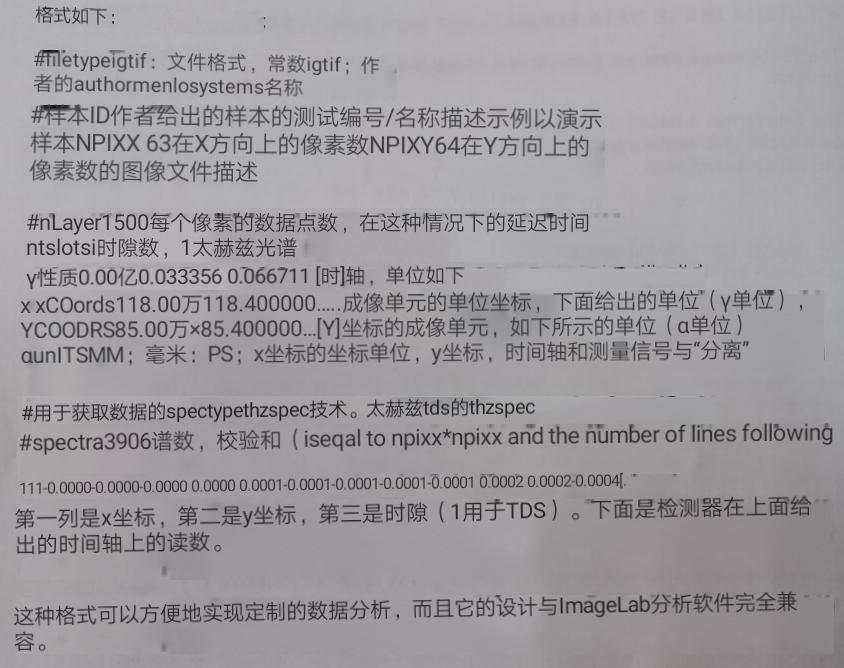 格式如下：
#filetypeigtif：文件格式，常数igtif；作
者的authormenlosystems名称
#样本ID作者给出的样本的测试编号/名称描述示例以演示
样本NPIXX 63在X方向上的像素数NPIXY64在Y方向上的
像素数的图像文件描述
#nLayer1500每个像素的数据点数，在这种情况下的延迟时间
ntslotsi时隙数，1太赫兹光谱
γ性质0.00亿0.033356 0.066711 [时]轴，单位如下
x xCOords118.00万118.400000.....成像单元的单位坐标，下面给出的单位（γ单位），
YCOODRS85.00万×85.400000...[Y]坐标的成像单元，如下所示的单位（α单位）
αunITSMM；毫米：PS；x坐标的坐标单位，y坐标，时间轴和测量信号与“分离”
#用于获取数据的spectypethzspec技术。太赫兹tds的thzspec
#spectra3906谱数，校验和（iseqal to npixx*npixx and the number of lines following
111-0.0000-0.0000-0.0000 0.0000 0.0001-0.0001-0.0001-0.0001-0.0001 0.0002 0.0002-0.0004[.
第一列是x坐标，第二是y坐标，第三是时隙（1用于TDS）。下面是检测器在上面给
出的时间轴上的读数。
这种格式可以方便地实现定制的数据分析，而且它的设计与ImageLab分析软件完全兼
容。